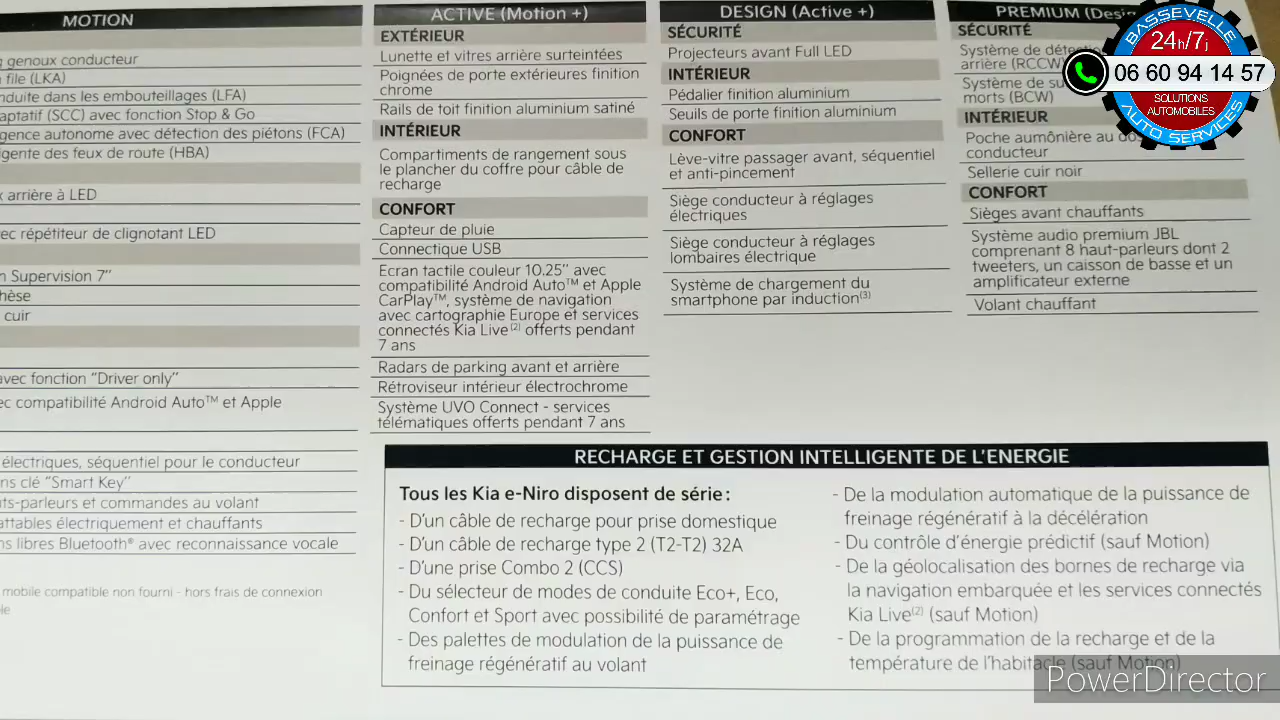 MOTION
genoux conducteur
file (LKA)
nduite dans les embouteillages (LFA)
aptatif (SCC) avec fonction Stop & Go
gence autonome avec détection des piétons (FCA)
igente des feux de route (HBA)
arrière à LED
ec répétiteur de clignotant LED
n Supervision 7"
hèse
cuir
avec fonction "Driver only"
ec compatibilité Android Auto™ et Apple
électriques, séquentiel pour le conducteur
ns clé "Smart Key"
uts-parleurs et commandes au volant
attables électriquement et chauffants
ns libres Bluetooth® avec reconnaissance vocale
mobile compatible non fourni - hors frais de connexion
le
ACTIVE (Motion +)
EXTÉRIEUR
Lunette et vitres arrière surteintées
Poignées de porte extérieures finition
chrome
Rails de toit finition aluminium satiné
INTÉRIEUR
Compartiments de rangement sous
le plancher du coffre pour câble de
recharge
CONFORT
Capteur de pluie
Connectique USB
Ecran tactile couleur 10.25" avec
compatibilité Android Auto™ et Apple
CarPlay™, système de navigation
avec cartographie Europe et services
connectés Kia Live(2) offerts pendant
7 ans
Radars de parking avant et arrière
Rétroviseur intérieur électrochrome
Système UVO Connect - services
télématiques offerts pendant 7 ans
DESIGN (Active +)
SÉCURITÉ
Projecteurs avant Full LED
INTÉRIEUR
Pédalier finition aluminium
Seuils de porte finition aluminium
CONFORT
Lève-vitre passager avant, séquentiel
et anti-pincement
Siège conducteur à réglages
électriques
Siège conducteur à réglages
lombaires électrique
Système de chargement du
smartphone par induction(3)
PREMIUM (Desi
SÉCURITÉ
Système de déte
arrière (RCCW
Système de su
morts (BCW)
INTÉRIEUR
Poche aumônière au dos
conducteur
Sellerie cuir noir
CONFORT
Sièges avant chauffants
Système audio premium JBL
comprenant 8 haut-parleurs dont 2
tweeters, un caisson de basse et un
amplificateur externe
Volant chauffant
BASSEVELLE
24h/7j
06 60 94 14 57
SOLUTIONS
AUTOMOBILES
AUTO SERVICES
RECHARGE ET GESTION INTELLIGENTE DE L'ENERGIE
Tous les Kia e-Niro disposent de série :
- D'un câble de recharge pour prise domestique
- D'un câble de recharge type 2 (T2-T2) 32A
- D'une prise Combo 2 (CCS)
- Du sélecteur de modes de conduite Eco+, Eco,
Confort et Sport avec possibilité de paramétrage
- Des palettes de modulation de la puissance de
freinage régénératif au volant
- De la modulation automatique de la puissance de
freinage régénératif à la décélération
- Du contrôle d'énergie prédictif (sauf Motion)
- De la géolocalisation des bornes de recharge via
la navigation embarquée et les services connectés
Kia Live(2) (sauf Motion)
- De la programmation de la recharge et de la
température de l'habitacle (sauf Motion)
PowerDirector